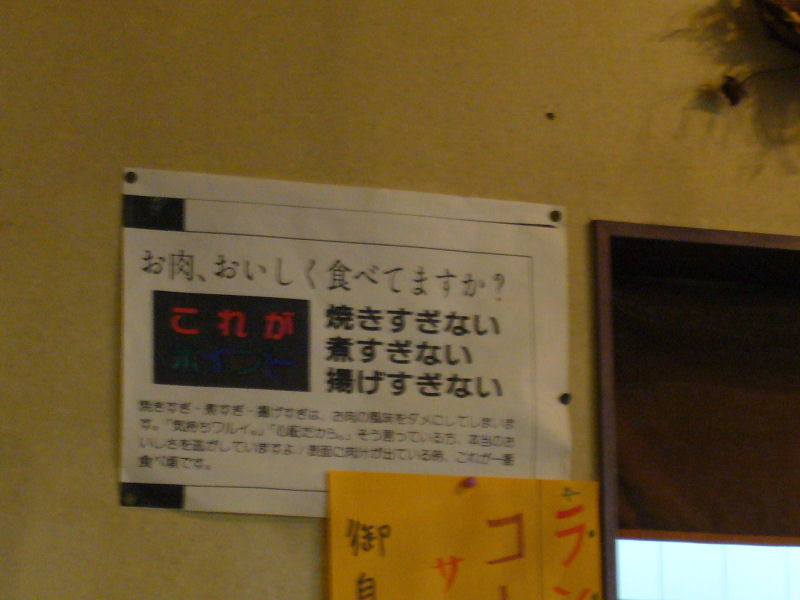 お肉、おいしく食べてますか?
これが
ポイント
焼きすぎない
煮すぎない
揚げすぎない
焼きすぎ・煮すぎ・揚げすぎは、お肉の風味をダメにしてしまいま
す。「気持ちワルイ。」「心配だから。」そう言っている方、本当のお
いしさを逃がしていますよ!表面に肉汁が出ている時、これが一番
食べ頃です。
御
サ
コ
ラ